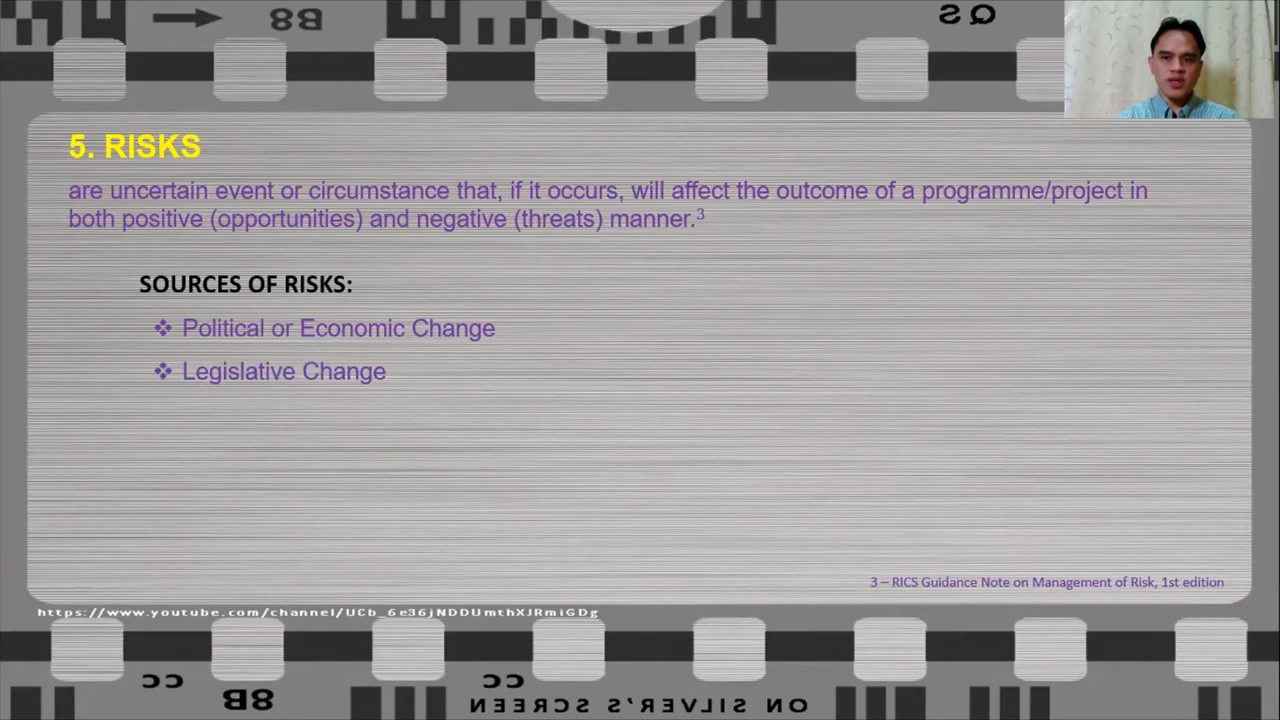 8B
QS
5. RISKS
are uncertain event or circumstance that, if it occurs, will affect the outcome of a programme/project in
both positive (opportunities) and negative (threats) manner.3
SOURCES OF RISKS:
❖ Political or Economic Change
❖ Legislative Change
3 – RICS Guidance Note on Management of Risk, 1st edition
https://www.youtube.com/channel/UCb_6e36jNDDUmthXJRmiGDg
CC
CC
8B
ON SILVER'S SCREEN